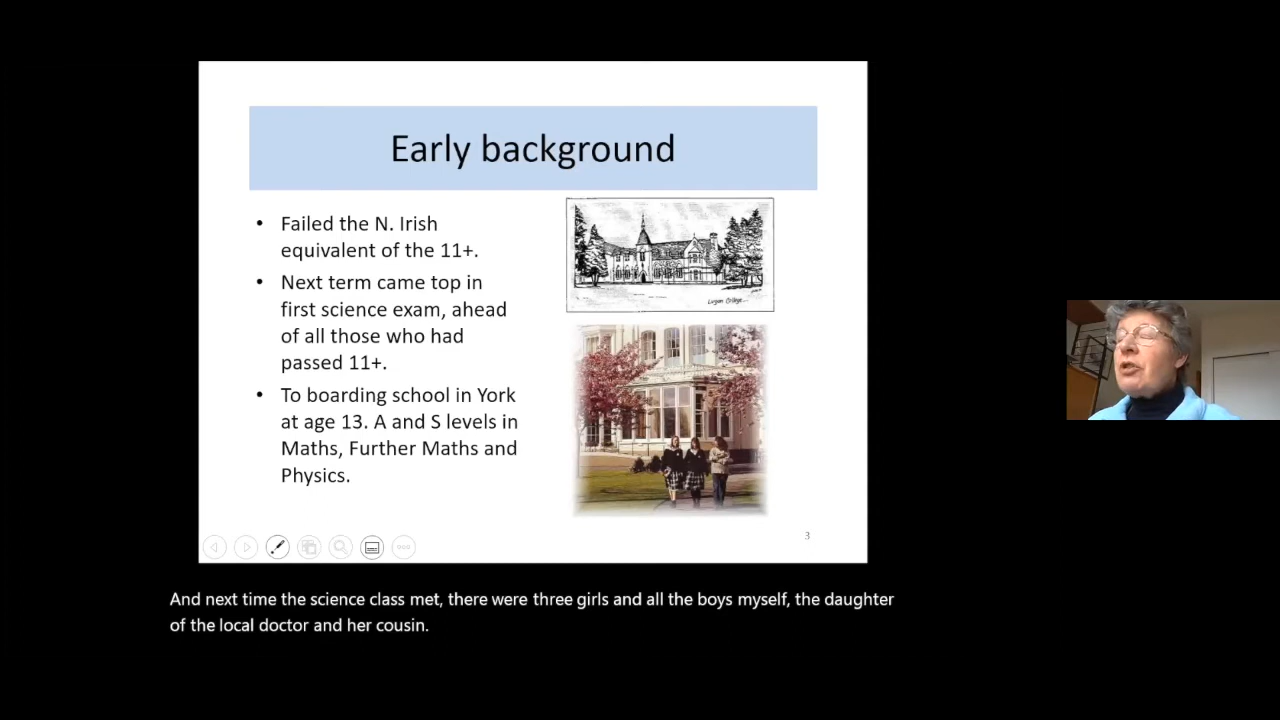 Early background
• Failed the N. Irish
equivalent of the 11+.
• Next term came top in
first science exam, ahead
of all those who had
passed 11+.
• To boarding school in York
at age 13. A and S levels in
Maths, Further Maths and
Physics.
Lurgan College
3
And next time the science class met, there were three girls and all the boys myself, the daughter
of the local doctor and her cousin.